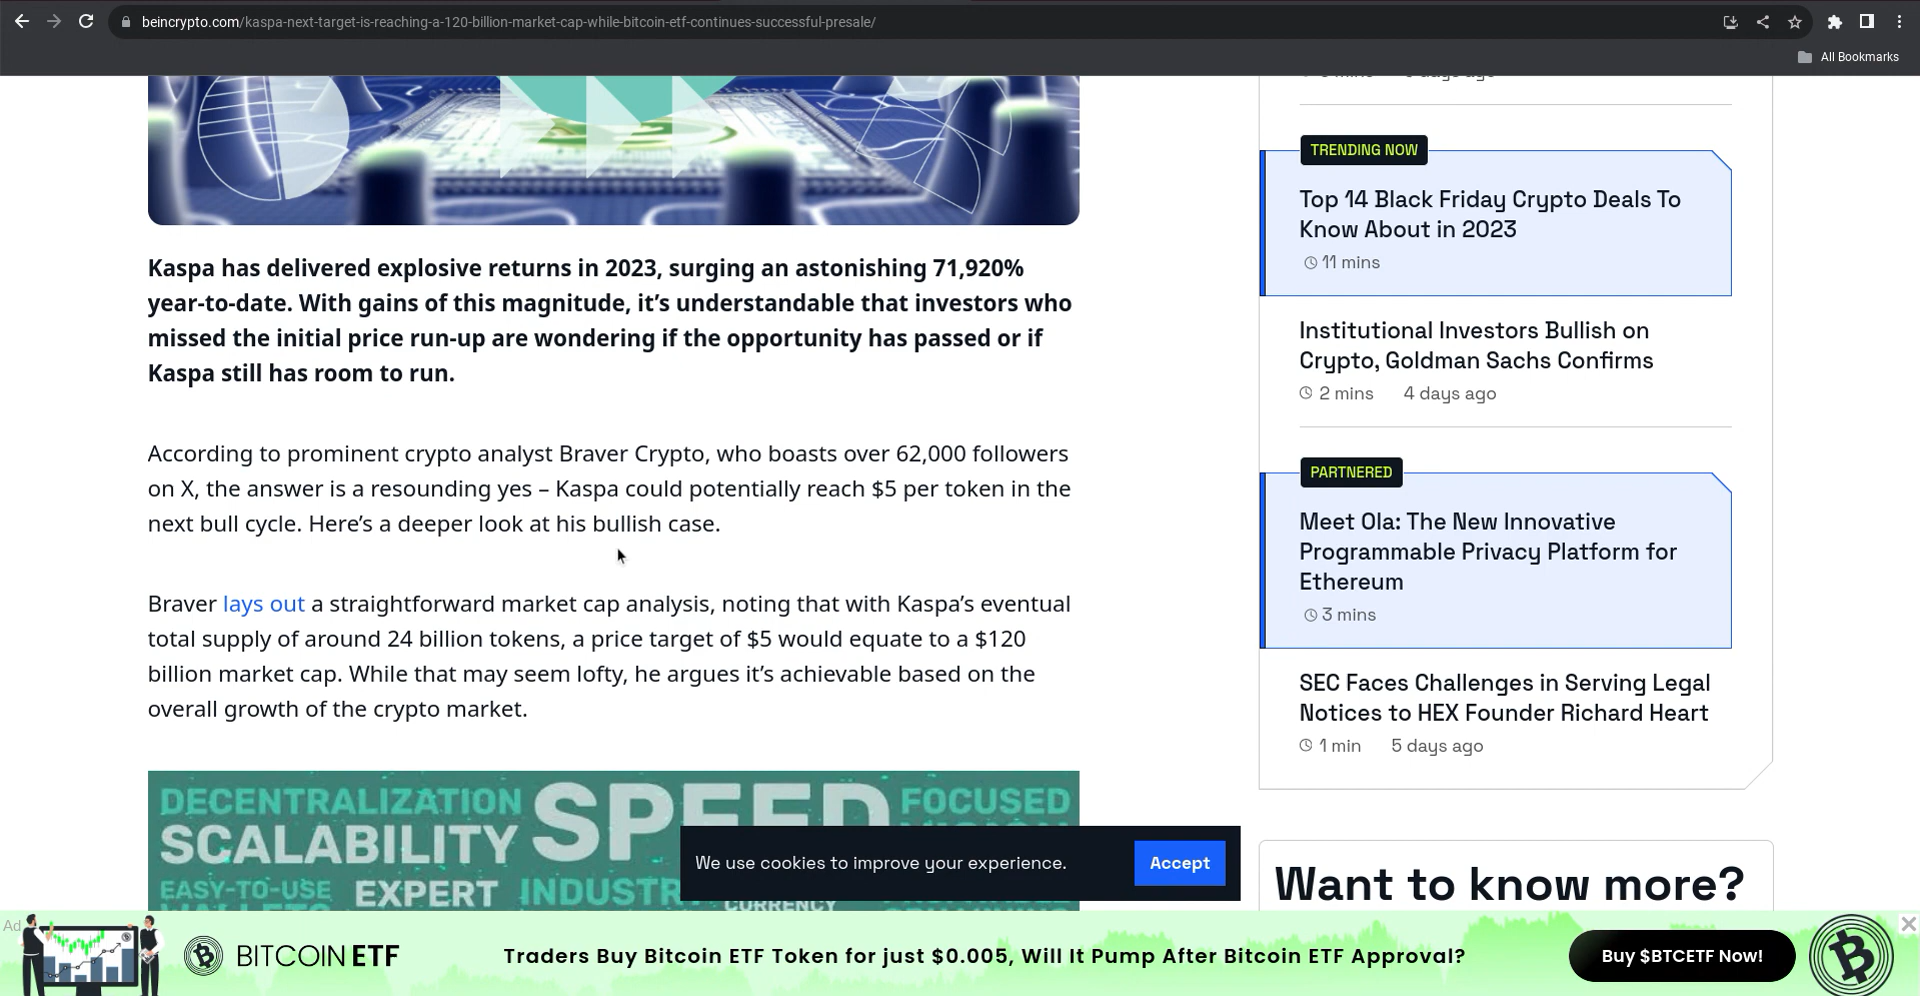 beincrypto.com/kaspa-next-target-is-reaching-a-120-billion-market-cap-while-bitcoin-etf-continues-successful-presale/
All Bookmarks
Kaspa has delivered explosive returns in 2023, surging an astonishing 71,920%
year-to-date. With gains of this magnitude, it's understandable that investors who
missed the initial price run-up are wondering if the opportunity has passed or if
Kaspa still has room to run.
According to prominent crypto analyst Braver Crypto, who boasts over 62,000 followers
on X, the answer is a resounding yes – Kaspa could potentially reach $5 per token in the
next bull cycle. Here's a deeper look at his bullish case.
Braver lays out a straightforward market cap analysis, noting that with Kaspa's eventual
total supply of around 24 billion tokens, a price target of $5 would equate to a $120
billion market cap. While that may seem lofty, he argues it's achievable based on the
overall growth of the crypto market.
DECENTRALIZATION SPEED FOCUSED
SCALABILITY
EASY-TO-USE EXPERT
CURRENCY
TRENDING NOW
Top 14 Black Friday Crypto Deals To
Know About in 2023
11 mins
Institutional Investors Bullish on
Crypto, Goldman Sachs Confirms
2 mins 4 days ago
PARTNERED
Meet Ola: The New Innovative
Programmable Privacy Platform for
Ethereum
3 mins
SEC Faces Challenges in Serving Legal
Notices to HEX Founder Richard Heart
1 min 5 days ago
Want to know more?
We use cookies to improve your experience.
Accept
Ad
BITCOIN ETF
Traders Buy Bitcoin ETF Token for just $0.005, Will It Pump After Bitcoin ETF Approval?
Buy $BTCETF Now!